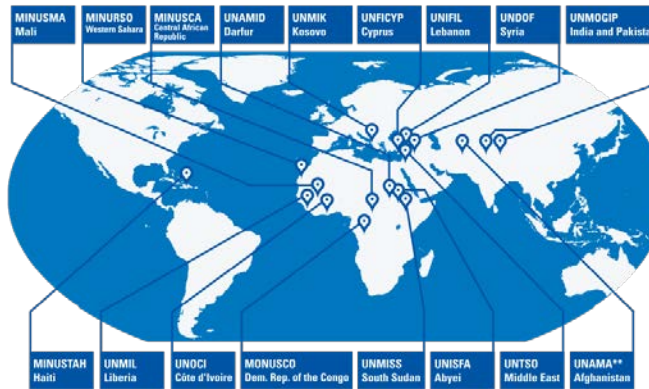 MINUSMA
Mali
MINURSO
Western Sahara
MINUSCA
Central African
Republic
UNAMID
Darfur
UNMIK
Kosovo
UNFICYP
Cyprus
UNIFIL
Lebanon
UNDOF
Syria
UNMOGIP
India and Pakista
MINUSTAH
Haiti
UNMIL
Liberia
UNOCI
Côte d'Ivoire
MONUSCO
Dem. Rep. of the Congo
UNMISS
South Sudan
UNISFA
Abyei
UNTSO
Middle East
UNAMA**
Afghanistan